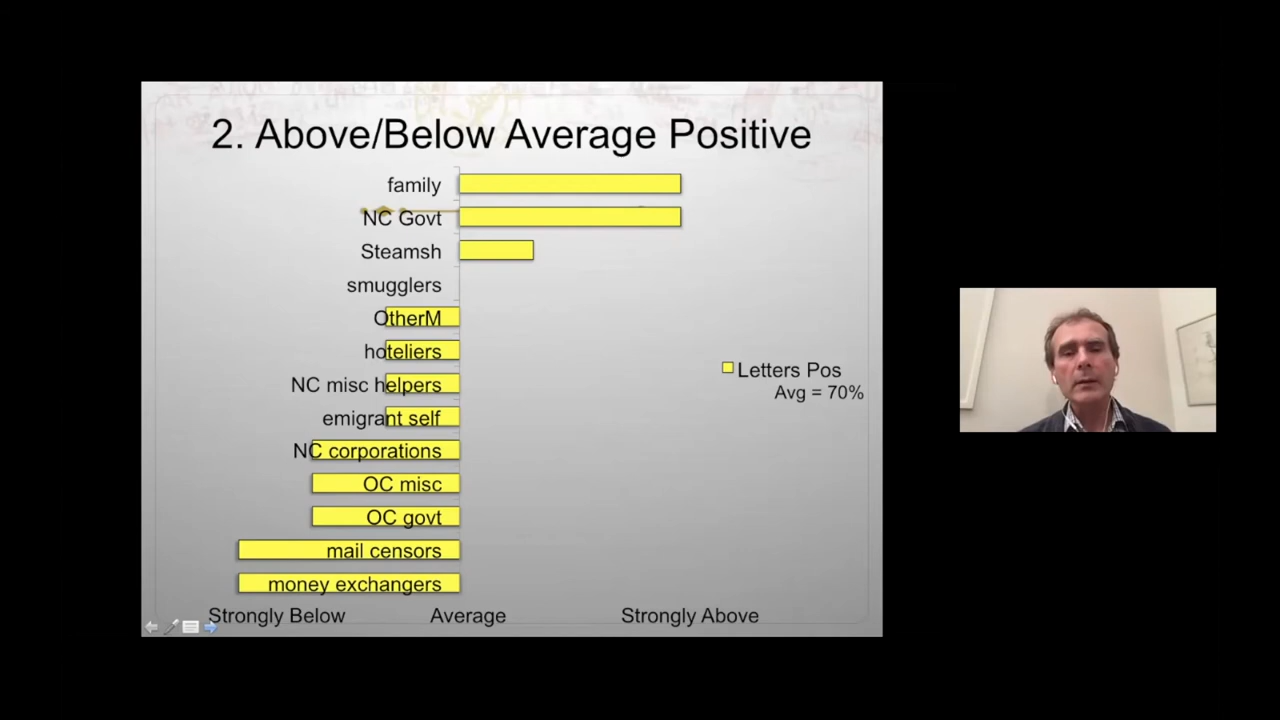 2. Above/Below Average Positive
family
NC Govt
Steamsh
smugglers
OtherM
hoteliers
NC misc helpers
emigrant self
NC corporations
OC misc
OC govt
mail censors
money exchangers
Letters Pos
Avg = 70%
Strongly Below Average Strongly Above